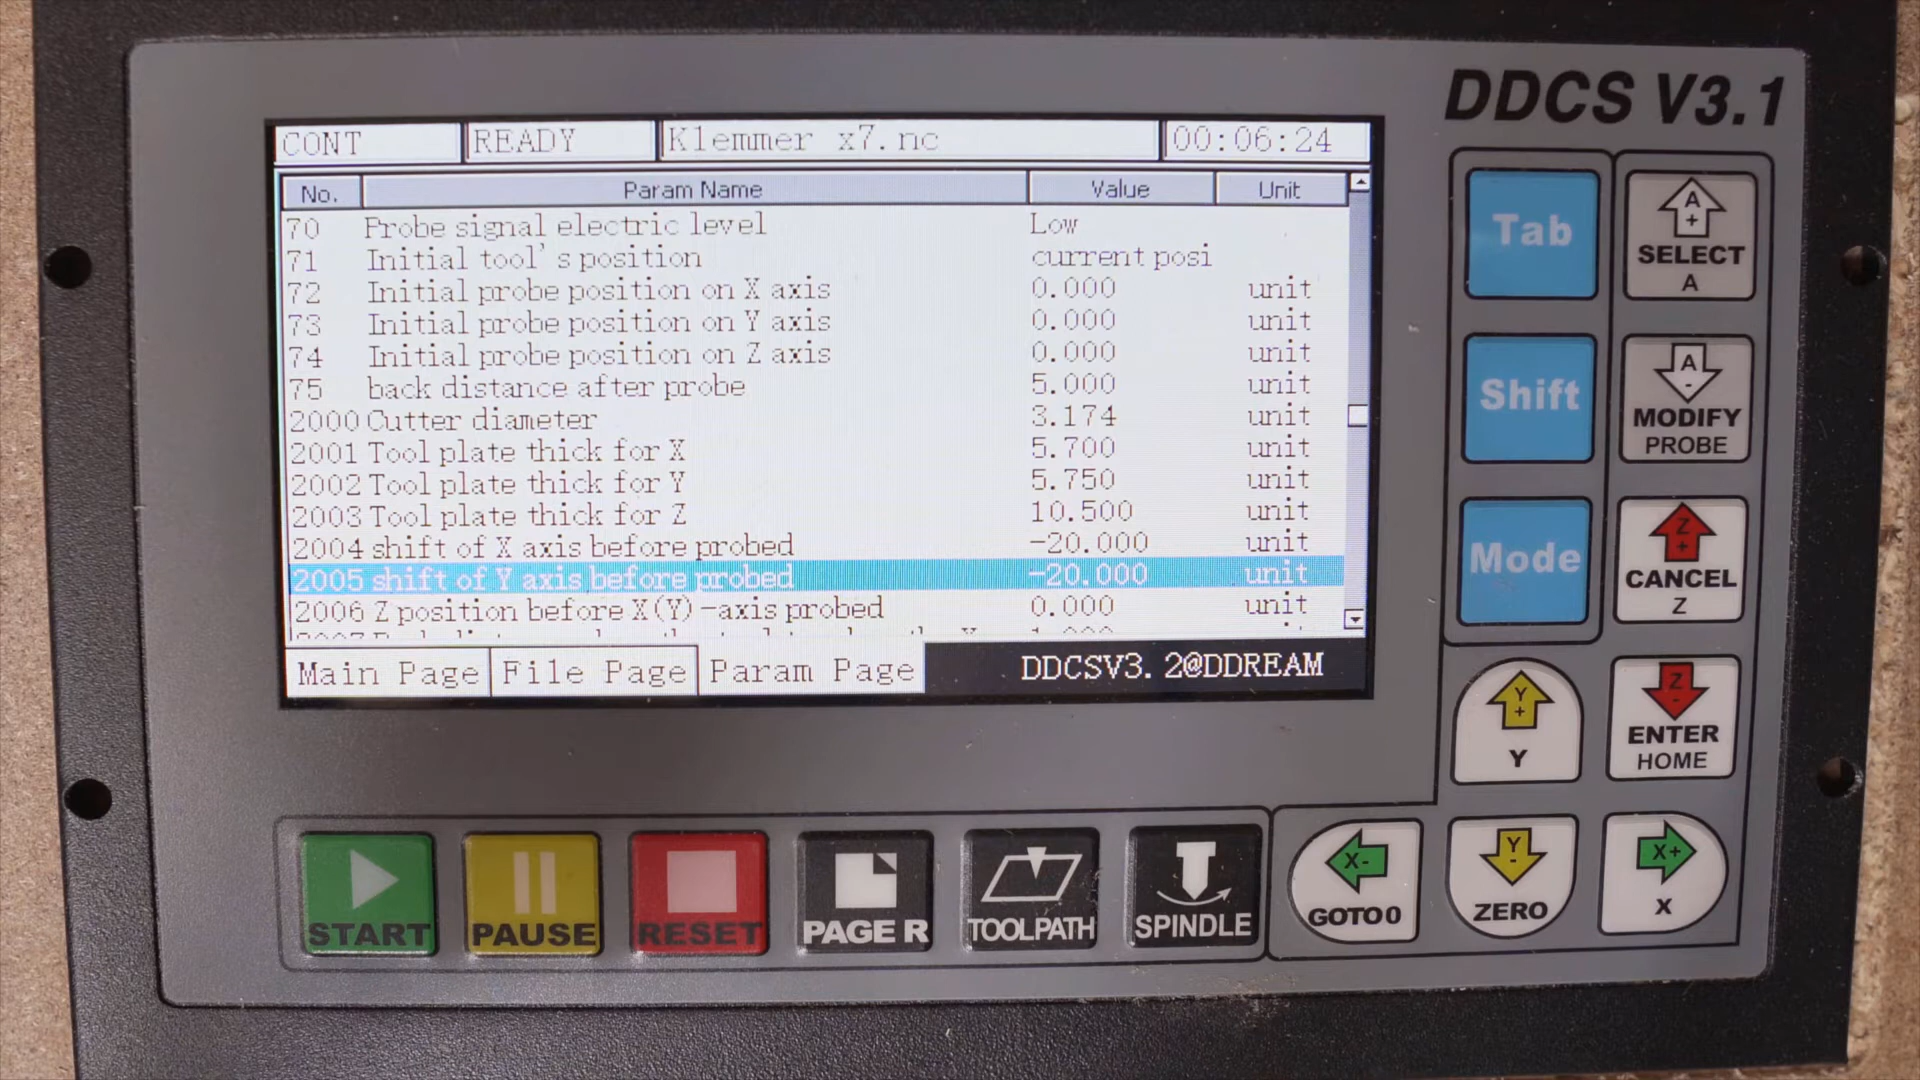 DDCS V3.1
CONT READY Klemmer x7.nc 00:06:24
No. Param Name Value Unit
70 Probe signal electric level Low
71 Initial tool's position current posi
72 Initial probe position on X axis 0.000 unit
73 Initial probe position on Y axis 0.000 unit
74 Initial probe position on Z axis 0.000 unit
75 back distance after probe 5.000 unit
2000 Cutter diameter 3.174 unit
2001 Tool plate thick for X 5.700 unit
2002 Tool plate thick for Y 5.750 unit
2003 Tool plate thick for Z 10.500 unit
2004 shift of X axis before probed -20.000 unit
2005 shift of Y axis before probed -20.000 unit
2006 Z position before X(Y)-axis probed 0.000 unit
Main Page File Page Param Page DDCSV3.2@DDREAM
Tab
A
+
SELECT
A
Shift
A
-
MODIFY
PROBE
Mode
Z
+
CANCEL
Z
Y
+
Y
Z
-
ENTER
HOME
START
PAUSE
RESET
PAGE R
TOOLPATH
SPINDLE
X-
GOTO0
Y
-
ZERO
X+
X